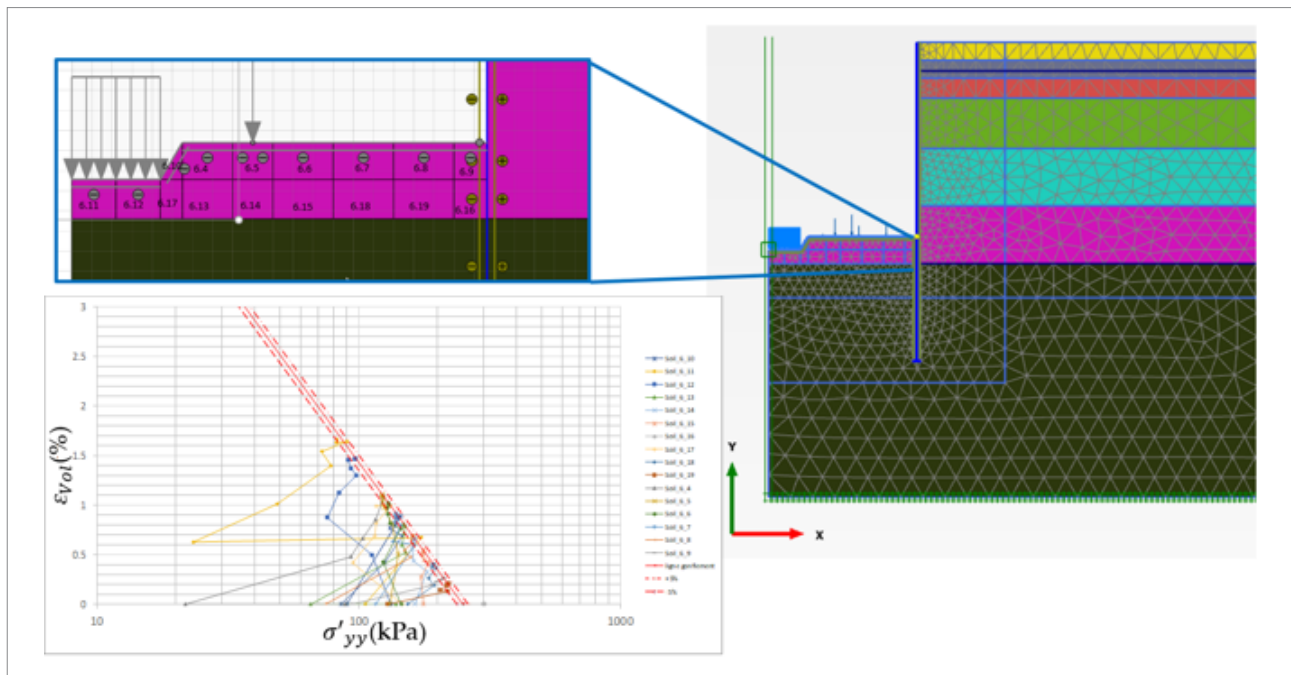 6.10
6.4
6.5
6.6
6.7
6.8
6.9
6.11
6.12
6.17
6.13
6.14
6.15
6.18
6.19
6.16
3
2.5
2
1.5
1
0.5
0
εVol(%)
10
100
1000
σ'yy(kPa)
Soil_6_10
Soil_6_11
Soil_6_12
Soil_6_13
Soil_6_14
Soil_6_15
Soil_6_16
Soil_6_17
Soil_6_18
Soil_6_19
Soil_6_4
Soil_6_5
Soil_6_6
Soil_6_7
Soil_6_8
Soil_6_9
ligne gonflement
+5%
-5%
Y
X